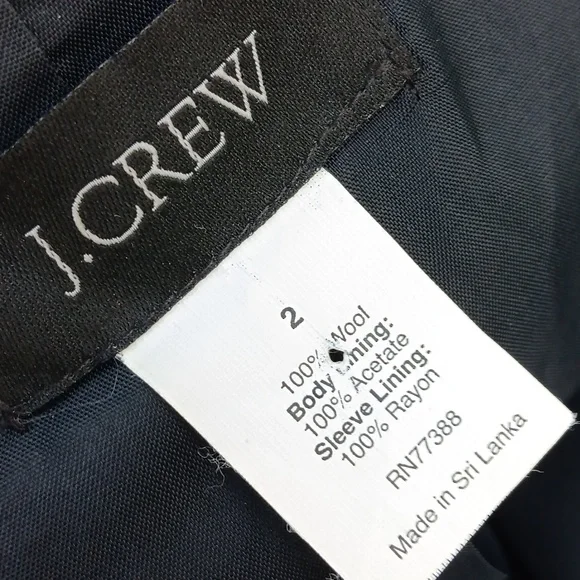 J.CREW
2
100% Wool
Body Lining:
100% Acetate
Sleeve Lining:
100% Rayon
RN77388
Made in Sri Lanka